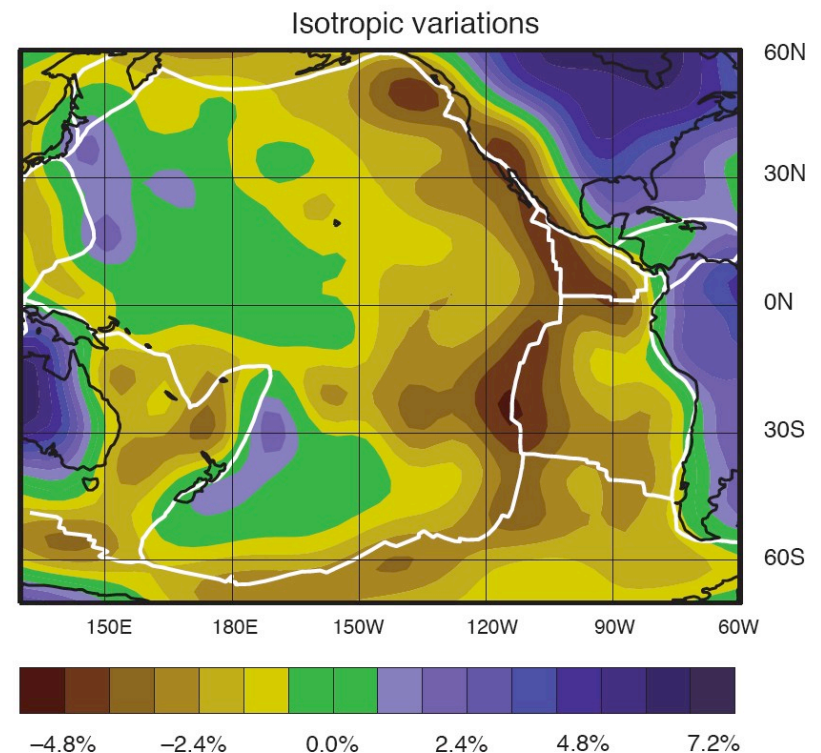 Isotropic variations
60N
30N
0N
30S
60S
150E 180E 150W 120W 90W 60W
−4.8% −2.4% 0.0% 2.4% 4.8% 7.2%